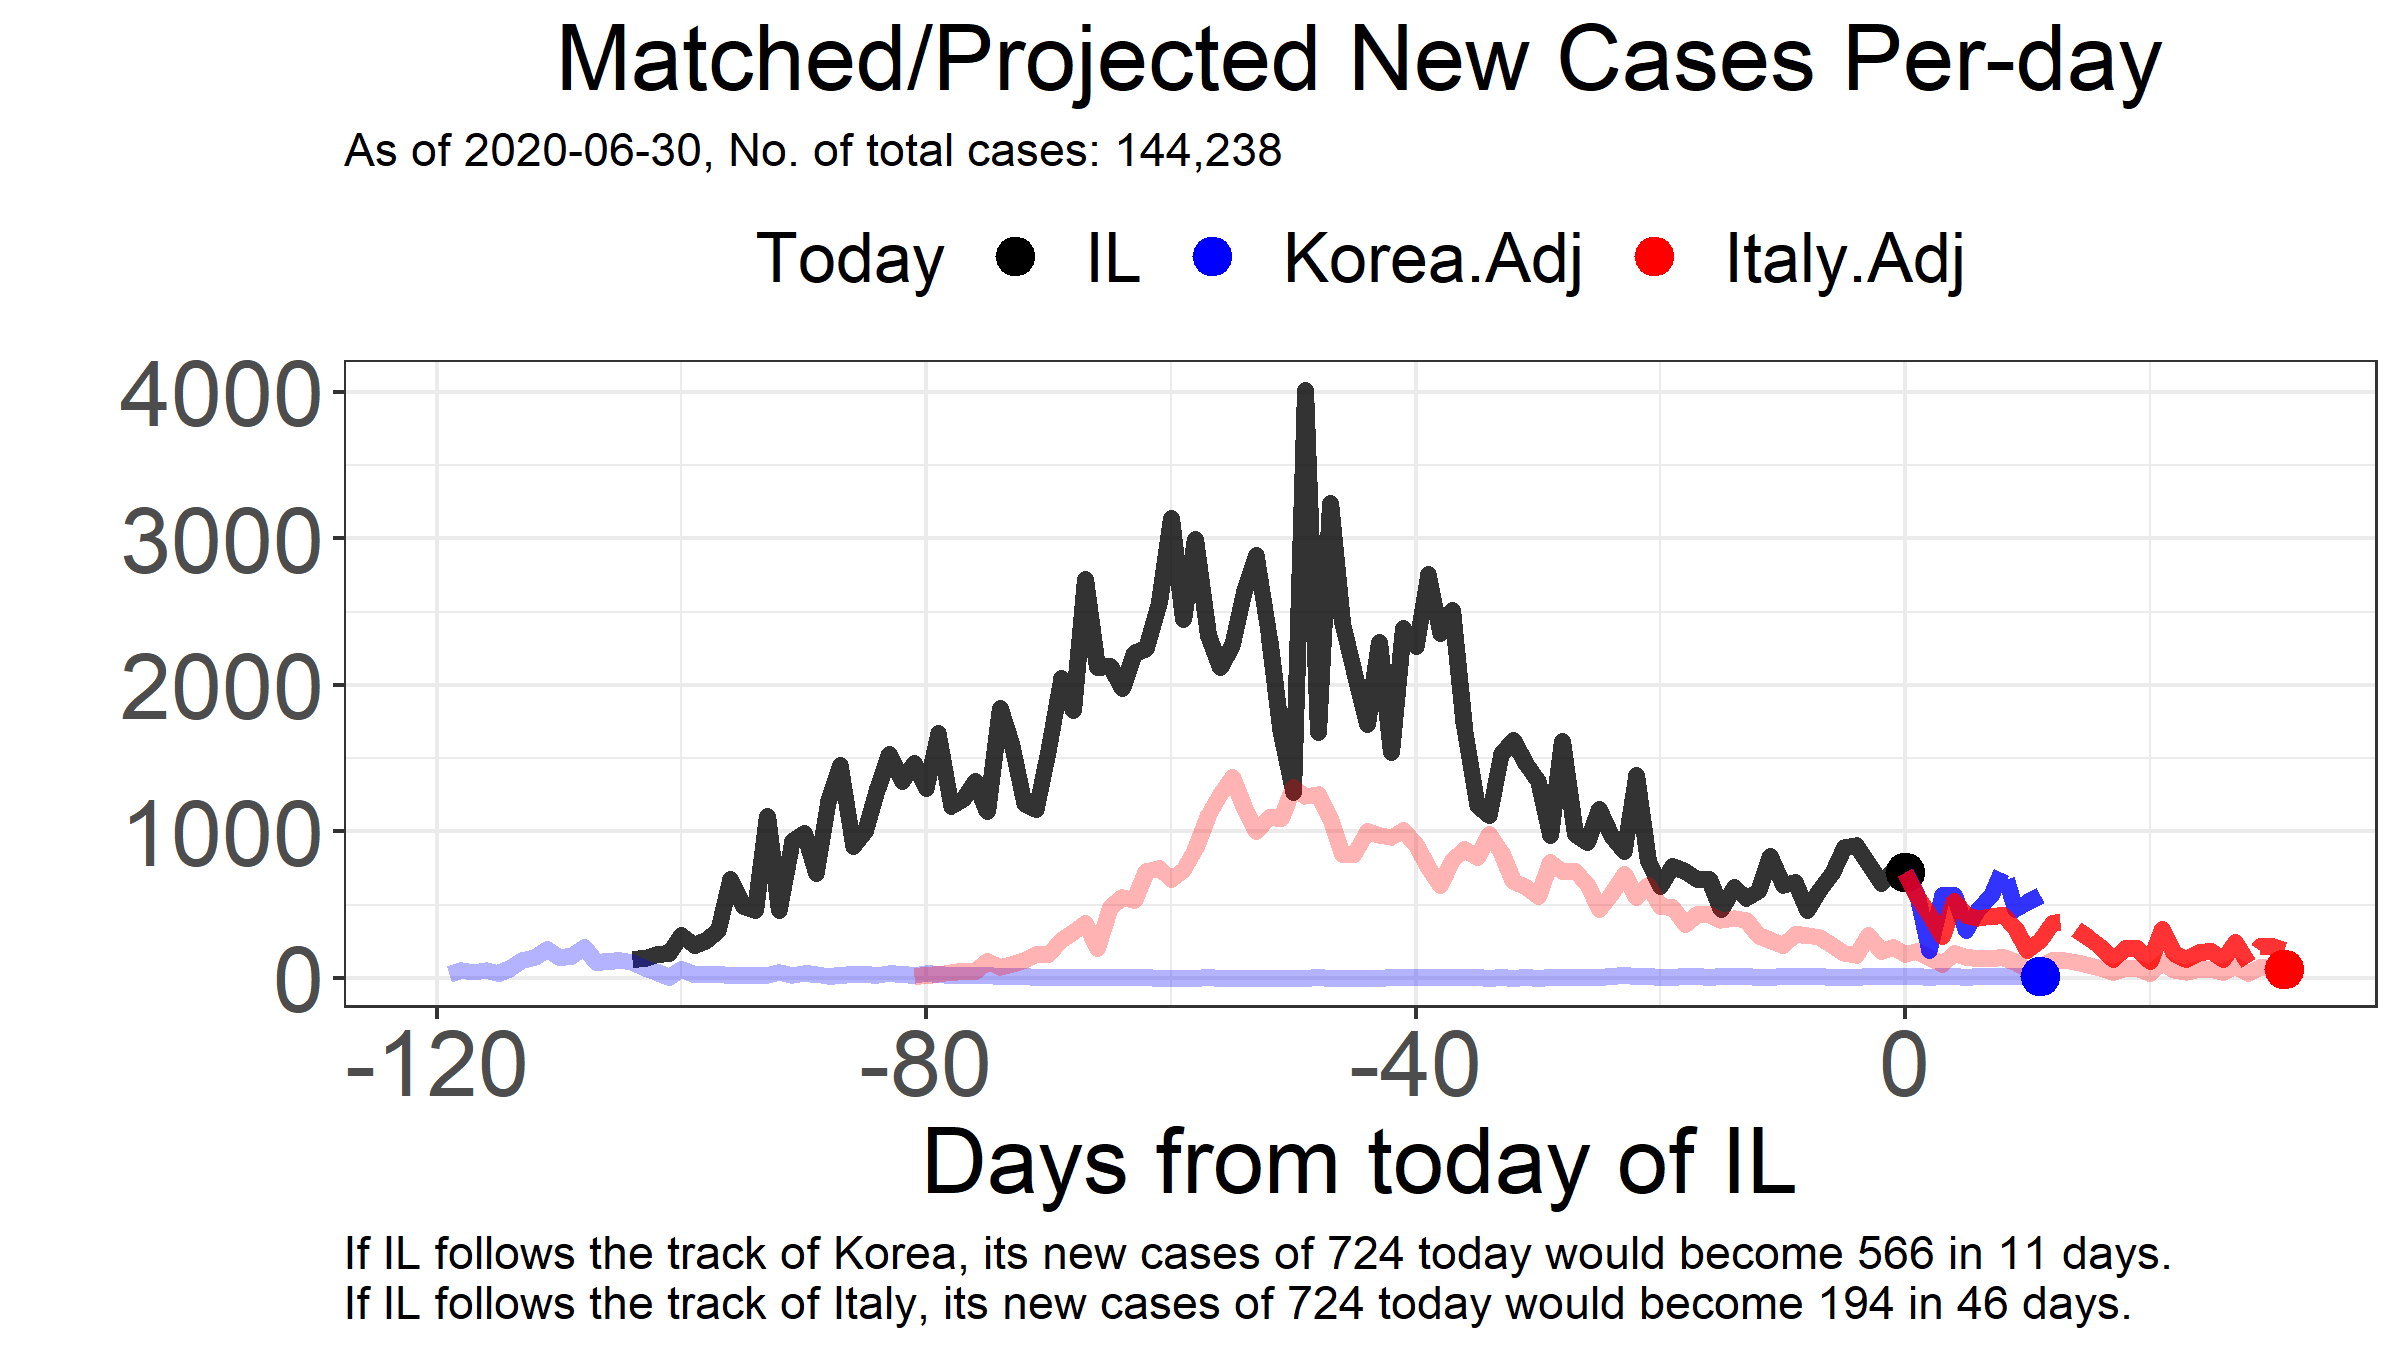 Matched/Projected New Cases Per-day
As of 2020-06-30, No. of total cases: 144,238
Today IL Korea.Adj Italy.Adj
4000
3000
2000
1000
0
-120 -80 -40 0
Days from today of IL
If IL follows the track of Korea, its new cases of 724 today would become 566 in 11 days.
If IL follows the track of Italy, its new cases of 724 today would become 194 in 46 days.